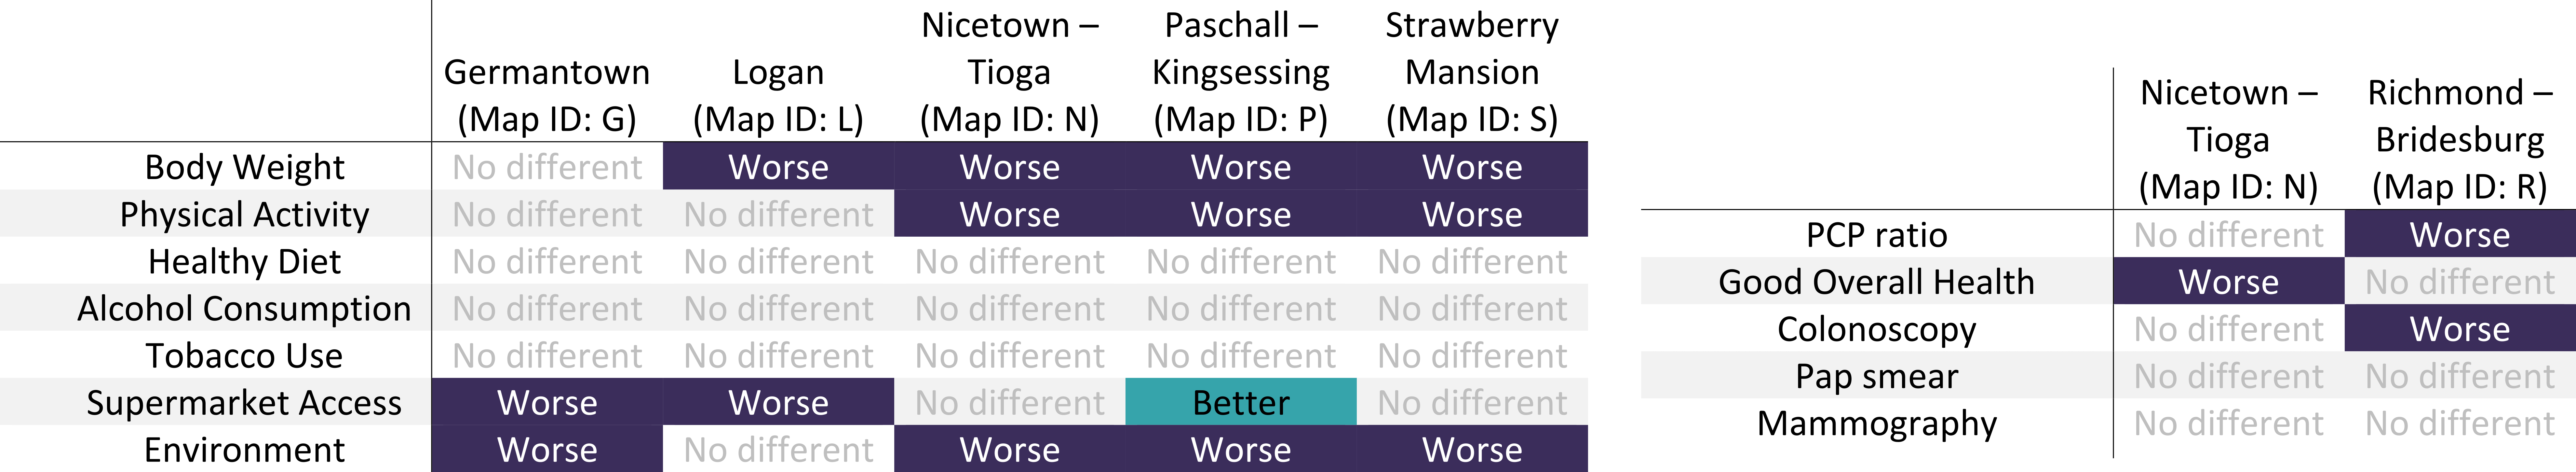 Germantown
(Map ID: G)
Logan
(Map ID: L)
Nicetown –
Tioga
(Map ID: N)
Paschall –
Kingsessing
(Map ID: P)
Strawberry
Mansion
(Map ID: S)
Body Weight No different Worse Worse Worse Worse
Physical Activity No different No different Worse Worse Worse
Healthy Diet No different No different No different No different No different
Alcohol Consumption No different No different No different No different No different
Tobacco Use No different No different No different No different No different
Supermarket Access Worse Worse No different Better No different
Environment Worse No different Worse Worse Worse
Nicetown –
Tioga
(Map ID: N)
Richmond –
Bridesburg
(Map ID: R)
PCP ratio No different Worse
Good Overall Health Worse No different
Colonoscopy No different Worse
Pap smear No different No different
Mammography No different No different